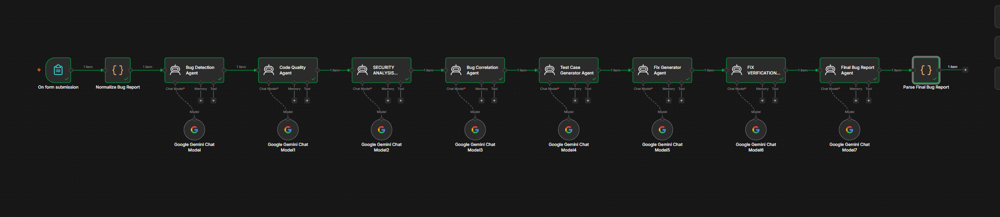 1 item
1 item
1 item
1 item
1 item
1 item
1 item
1 item
1 item
1 item
1 item
On form submission
Normalize Bug Report
Bug Detection
Agent
Chat Model*
Memory
Tool
Model
Google Gemini Chat
Model
Code Quality
Agent
Chat Model*
Memory
Tool
Model
Google Gemini Chat
Model1
SECURITY
ANALYSIS...
Chat Model*
Memory
Tool
Model
Google Gemini Chat
Model2
Bug Correlation
Agent
Chat Model*
Memory
Tool
Model
Google Gemini Chat
Model3
Test Case
Generator Agent
Chat Model*
Memory
Tool
Model
Google Gemini Chat
Model4
Fix Generator
Agent
Chat Model*
Memory
Tool
Model
Google Gemini Chat
Model5
FIX
VERIFICATION...
Chat Model*
Memory
Tool
Model
Google Gemini Chat
Model6
Final Bug Report
Agent
Chat Model*
Memory
Tool
Model
Google Gemini Chat
Model7
Parse Final Bug Report